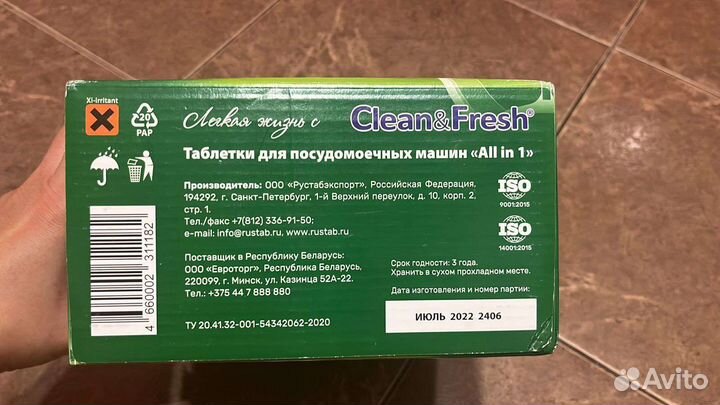 Xi-Irritant
20
PAP
Легкая жизнь с Clean&Fresh®
Таблетки для посудомоечных машин «All in 1»
Производитель: ООО «Рустабэкспорт», Российская Федерация,
194292, г. Санкт-Петербург, 1-й Верхний переулок, д. 10, корп. 2,
стр. 1.
Тел./факс +7(812) 336-91-50;
e-mail: info@rustab.ru, www.rustab.ru
ISO
9001:2015
ISO
14001:2015
Поставщик в Республику Беларусь:
ООО «Евроторг», Республика Беларусь,
220099, г. Минск, ул. Казинца 52А-22.
Тел.: +375 44 7 888 880
Срок годности: 3 года.
Хранить в сухом прохладном месте.
Дата изготовления и номер партии:
ИЮЛЬ 2022 2406
4 660002 311182
ТУ 20.41.32-001-54342062-2020
Avito